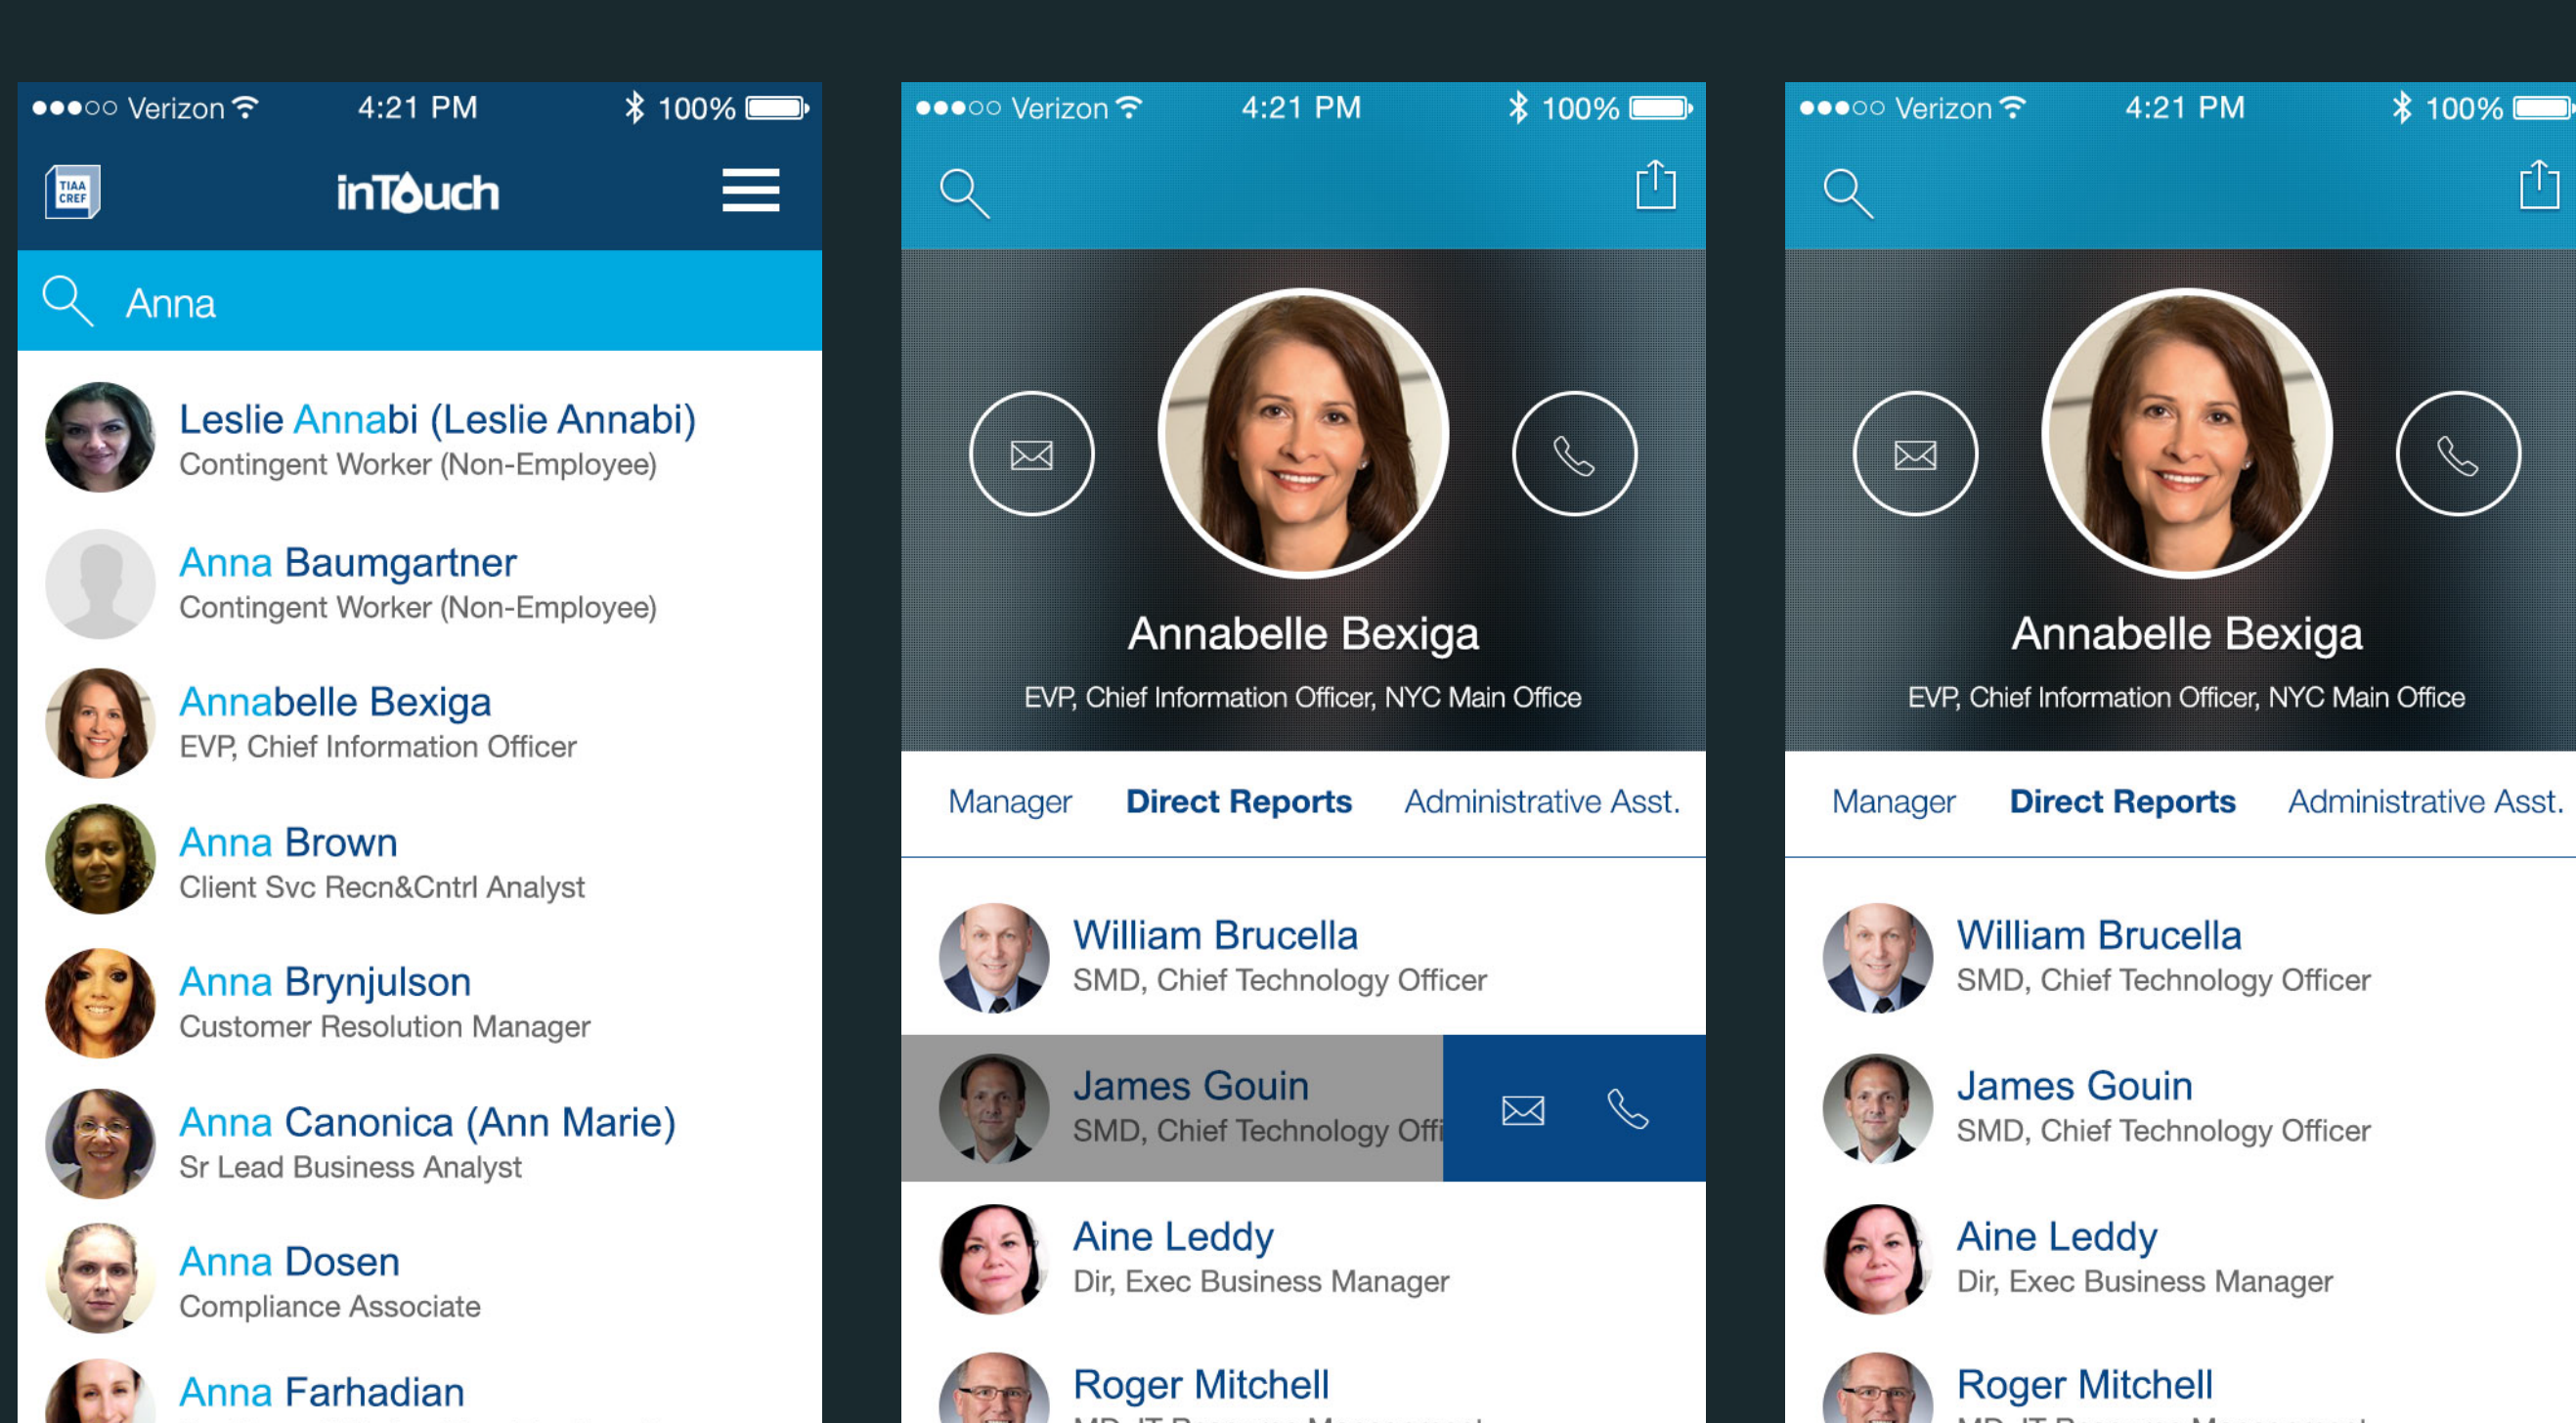 Verizon 4:21 PM 100%
TIAA
CREF
inTouch
Anna
Leslie Annabi (Leslie Annabi)
Contingent Worker (Non-Employee)
Anna Baumgartner
Contingent Worker (Non-Employee)
Annabelle Bexiga
EVP, Chief Information Officer
Anna Brown
Client Svc Recn&Cntrl Analyst
Anna Brynjulson
Customer Resolution Manager
Anna Canonica (Ann Marie)
Sr Lead Business Analyst
Anna Dosen
Compliance Associate
Anna Farhadian
Verizon 4:21 PM 100%
Annabelle Bexiga
EVP, Chief Information Officer, NYC Main Office
Manager Direct Reports Administrative Asst.
William Brucella
SMD, Chief Technology Officer
James Gouin
SMD, Chief Technology Offi
Aine Leddy
Dir, Exec Business Manager
Roger Mitchell
Verizon 4:21 PM 100%
Annabelle Bexiga
EVP, Chief Information Officer, NYC Main Office
Manager Direct Reports Administrative Asst.
William Brucella
SMD, Chief Technology Officer
James Gouin
SMD, Chief Technology Officer
Aine Leddy
Dir, Exec Business Manager
Roger Mitchell